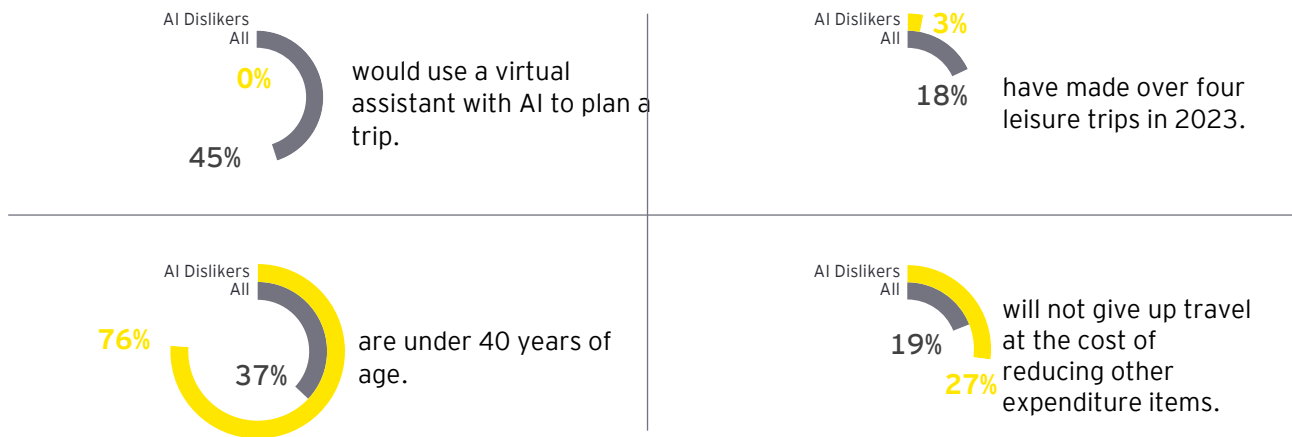 AI Dislikers
All
0%
45%
would use a virtual
assistant with AI to plan a
trip.
AI Dislikers
All
3%
18%
have made over four
leisure trips in 2023.
AI Dislikers
All
76%
37%
are under 40 years of
age.
AI Dislikers
All
19%
27%
will not give up travel
at the cost of
reducing other
expenditure items.